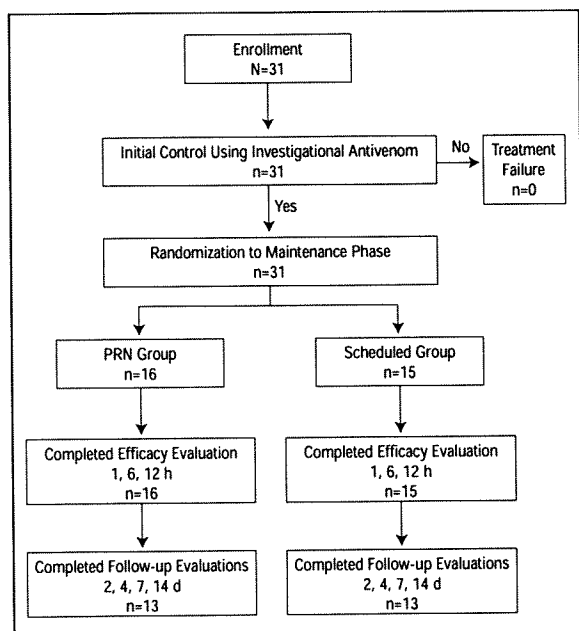 Enrollment
N=31
Initial Control Using Investigational Antivenom
n=31
No
Treatment
Failure
n=0
Yes
Randomization to Maintenance Phase
n=31
PRN Group
n=16
Scheduled Group
n=15
Completed Efficacy Evaluation
1, 6, 12 h
n=16
Completed Efficacy Evaluation
1, 6, 12 h
n=15
Completed Follow-up Evaluations
2, 4, 7, 14 d
n=13
Completed Follow-up Evaluations
2, 4, 7, 14 d
n=13